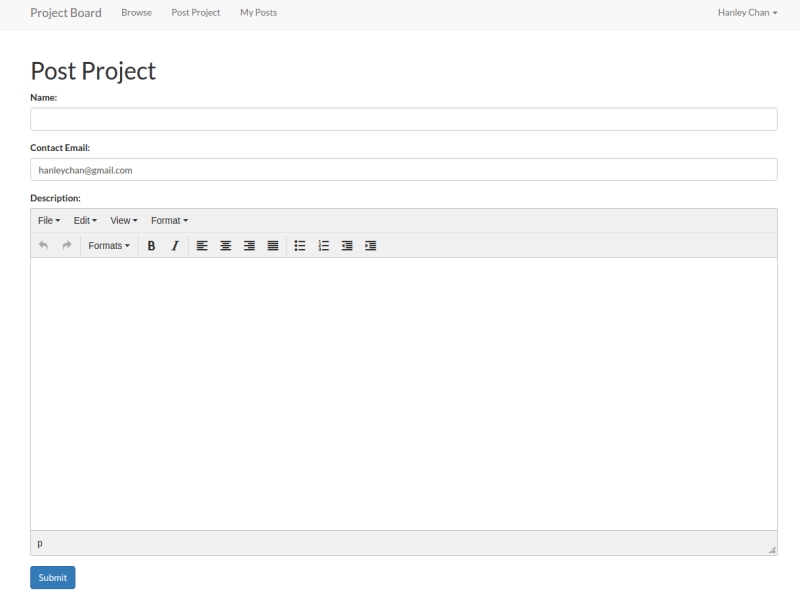 Project Board Browse Post Project My Posts Hanley Chan
Post Project
Name:
Contact Email:
hanleychan@gmail.com
Description:
File Edit View Format
Formats B I
p
Submit